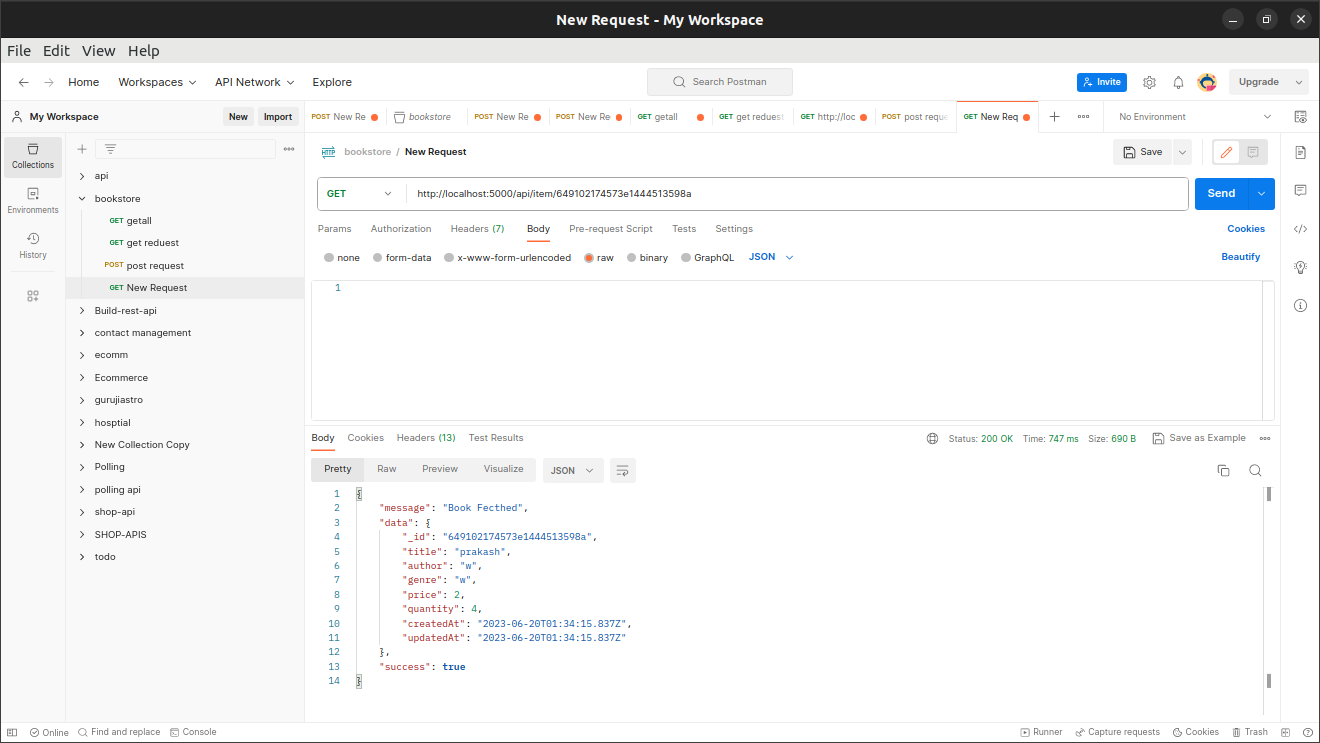 New Request - My Workspace
File Edit View Help
Home Workspaces API Network Explore Search Postman Invite Upgrade
My Workspace New Import
POST New Re bookstore POST New Re POST New Re GET getall GET get reduest GET http://loc POST post reque GET New Req No Environment
Collections
Environments
History
api
bookstore
GET getall
GET get reduest
POST post request
GET New Request
Build-rest-api
contact management
ecomm
Ecommerce
gurujiastro
hosptial
New Collection Copy
Polling
polling api
shop-api
SHOP-APIS
todo
HTTP bookstore / New Request Save
GET http://localhost:5000/api/item/649102174573e1444513598a Send
Params Authorization Headers (7) Body Pre-request Script Tests Settings Cookies
none form-data x-www-form-urlencoded raw binary GraphQL JSON Beautify
1
Body Cookies Headers (13) Test Results Status: 200 OK Time: 747 ms Size: 690 B Save as Example
Pretty Raw Preview Visualize JSON
1 {
2 "message": "Book Fecthed",
3 "data": {
4 "_id": "649102174573e1444513598a",
5 "title": "prakash",
6 "author": "w",
7 "genre": "w",
8 "price": 2,
9 "quantity": 4,
10 "createdAt": "2023-06-20T01:34:15.837Z",
11 "updatedAt": "2023-06-20T01:34:15.837Z"
12 },
13 "success": true
14 }
Online Find and replace Console Runner Capture requests Cookies Trash